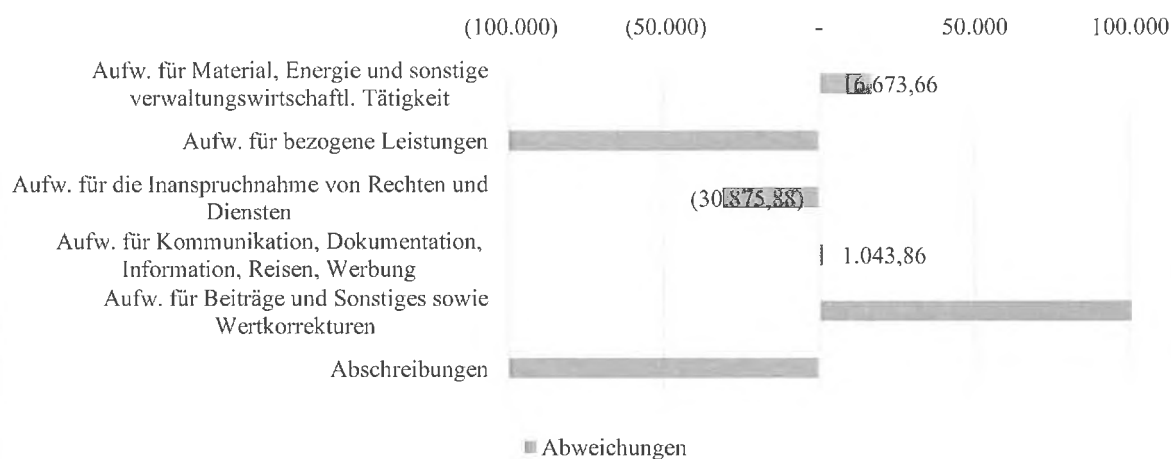 (100.000) (50.000) - 50.000 100.000
Aufw. für Material, Energie und sonstige
verwaltungswirtschaftl. Tätigkeit
6.673,66
Aufw. für bezogene Leistungen
Aufw. für die Inanspruchnahme von Rechten und
Diensten
(30.875,88)
Aufw. für Kommunikation, Dokumentation,
Information, Reisen, Werbung
1.043,86
Aufw. für Beiträge und Sonstiges sowie
Wertkorrekturen
Abschreibungen
Abweichungen